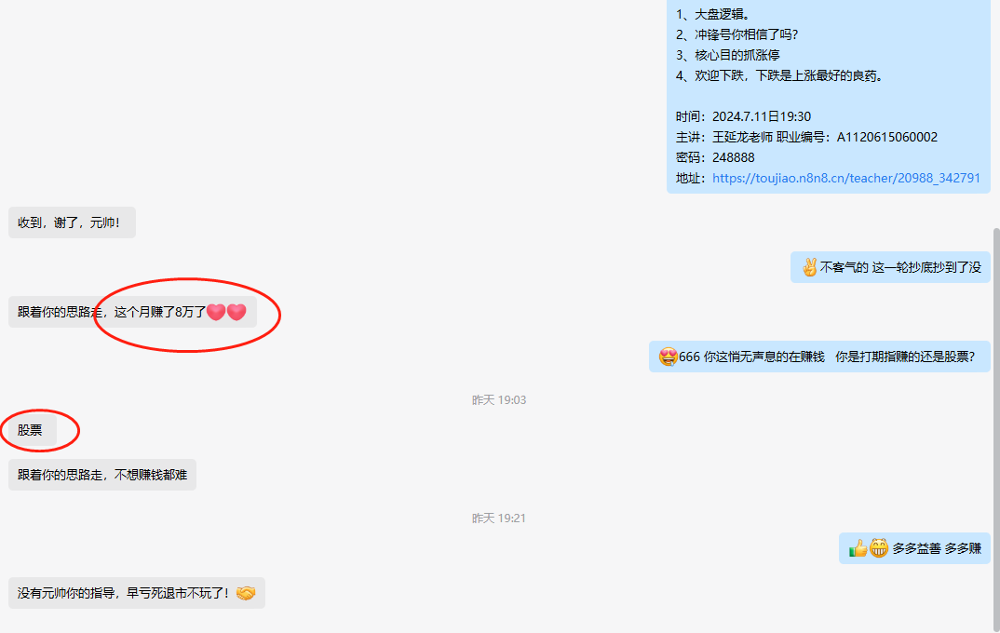 1、大盘逻辑。
2、冲锋号你相信了吗?
3、核心目的抓涨停
4、欢迎下跌，下跌是上涨最好的良药。
时间：2024.7.11日19:30
主讲：王延龙老师 职业编号：A1120615060002
密码：248888
地址：https://toujiao.n8n8.cn/teacher/20988_342791
收到，谢了，元帅！
不客气的 这一轮抄底抄到了没
跟着你的思路走，这个月赚了8万了
666 你这悄无声息的在赚钱 你是打期指赚的还是股票?
昨天 19:03
股票
跟着你的思路走，不想赚钱都难
昨天 19:21
多多益善 多多赚
没有元帅你的指导，早亏死退市不玩了！